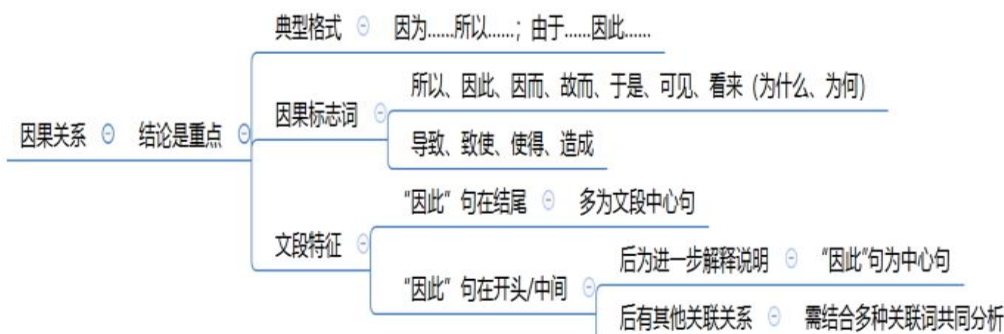 典型格式
因为......所以......；由于......因此......
因果关系
结论是重点
因果标志词
所以、因此、因而、故而、于是、可见、看来（为什么、为何）
导致、致使、使得、造成
文段特征
“因此”句在结尾
多为文段中心句
“因此”句在开头/中间
后为进一步解释说明
“因此”句为中心句
后有其他关联关系
需结合多种关联词共同分析